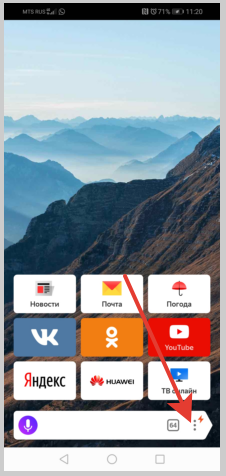 MTS RUS 71% 11:20
Новости Почта Погода
YouTube
Яндекс HUAWEI ТВ онлайн
64